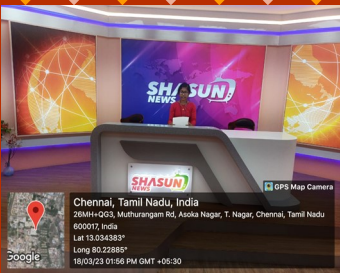 SHASUN
NEWS
SHASUN
NEWS
GPS Map Camera
Chennai, Tamil Nadu, India
26MH+QG3, Muthurangam Rd, Asoka Nagar, T. Nagar, Chennai, Tamil Nadu
600017, India
Lat 13.034383°
Long 80.22885°
18/03/23 01:56 PM GMT +05:30
Google